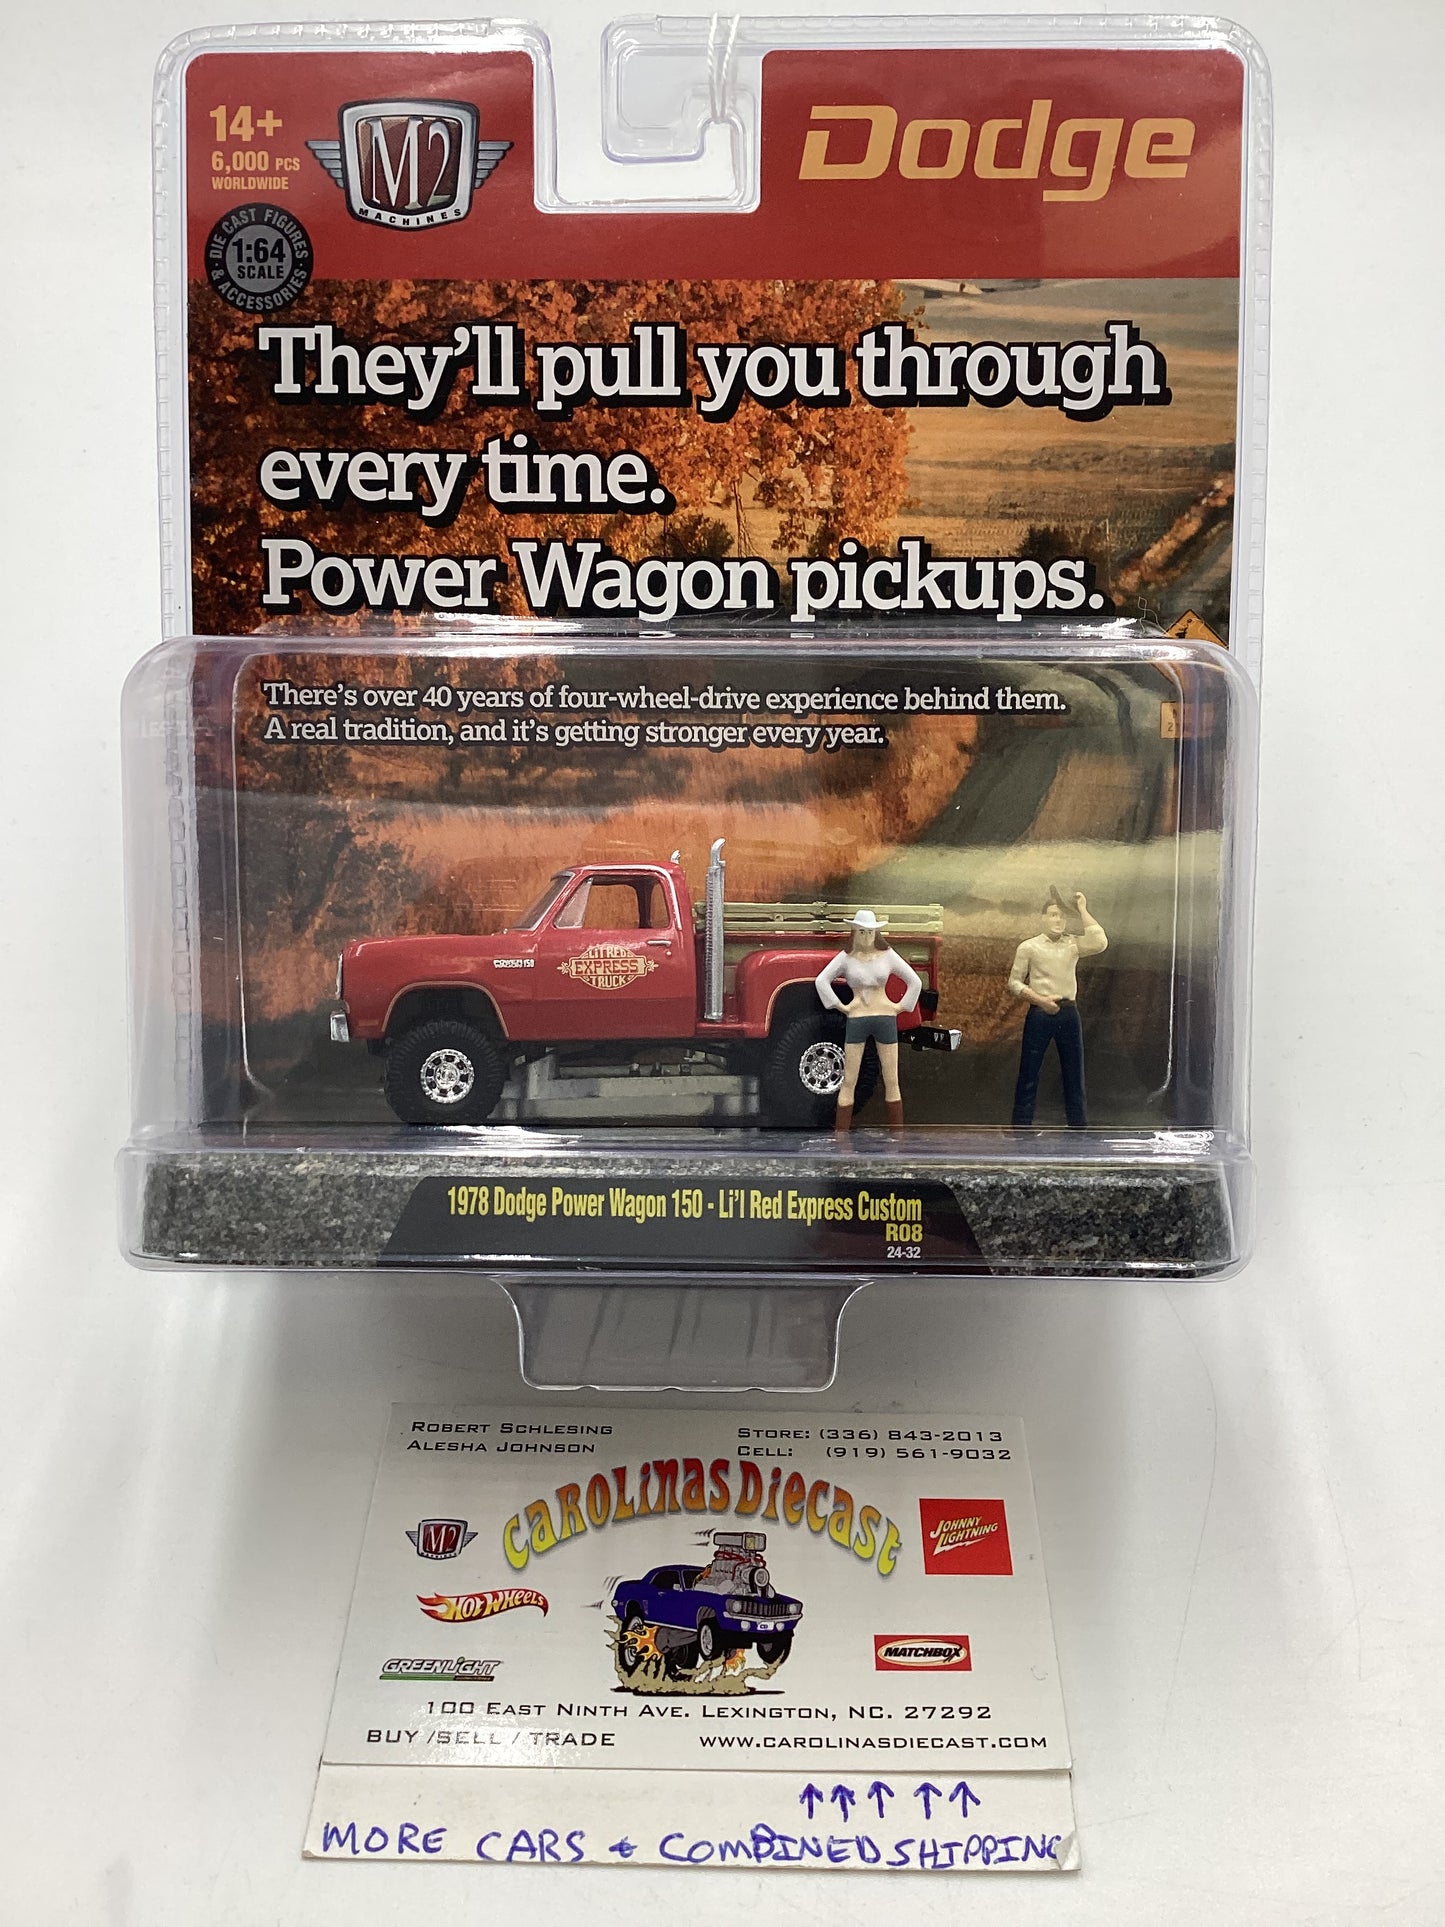 14+
6,000 PCS
WORLDWIDE
M2
MACHINES
Dodge
DIE CAST FIGURES
1:64
SCALE
& ACCESSORIES
They'll pull you through
every time.
Power Wagon pickups.
There's over 40 years of four-wheel-drive experience behind them.
A real tradition, and it's getting stronger every year.
LI'L RED
EXPRESS
TRUCK
1978 Dodge Power Wagon 150 - Li'l Red Express Custom
R08
24-32
ROBERT SCHLESING
ALESHA JOHNSON
STORE: (336) 843-2013
CELL: (919) 561-9032
CAROLINAS DIECAST
M2
JOHNNY
LIGHTNING
HOT WHEELS
GREENLIGHT
MATCHBOX
100 EAST NINTH AVE. LEXINGTON, NC. 27292
BUY /SELL / TRADE
WWW.CAROLINASDIECAST.COM
↑↑↑ ↑↑
MORE CARS + COMBINED SHIPPING